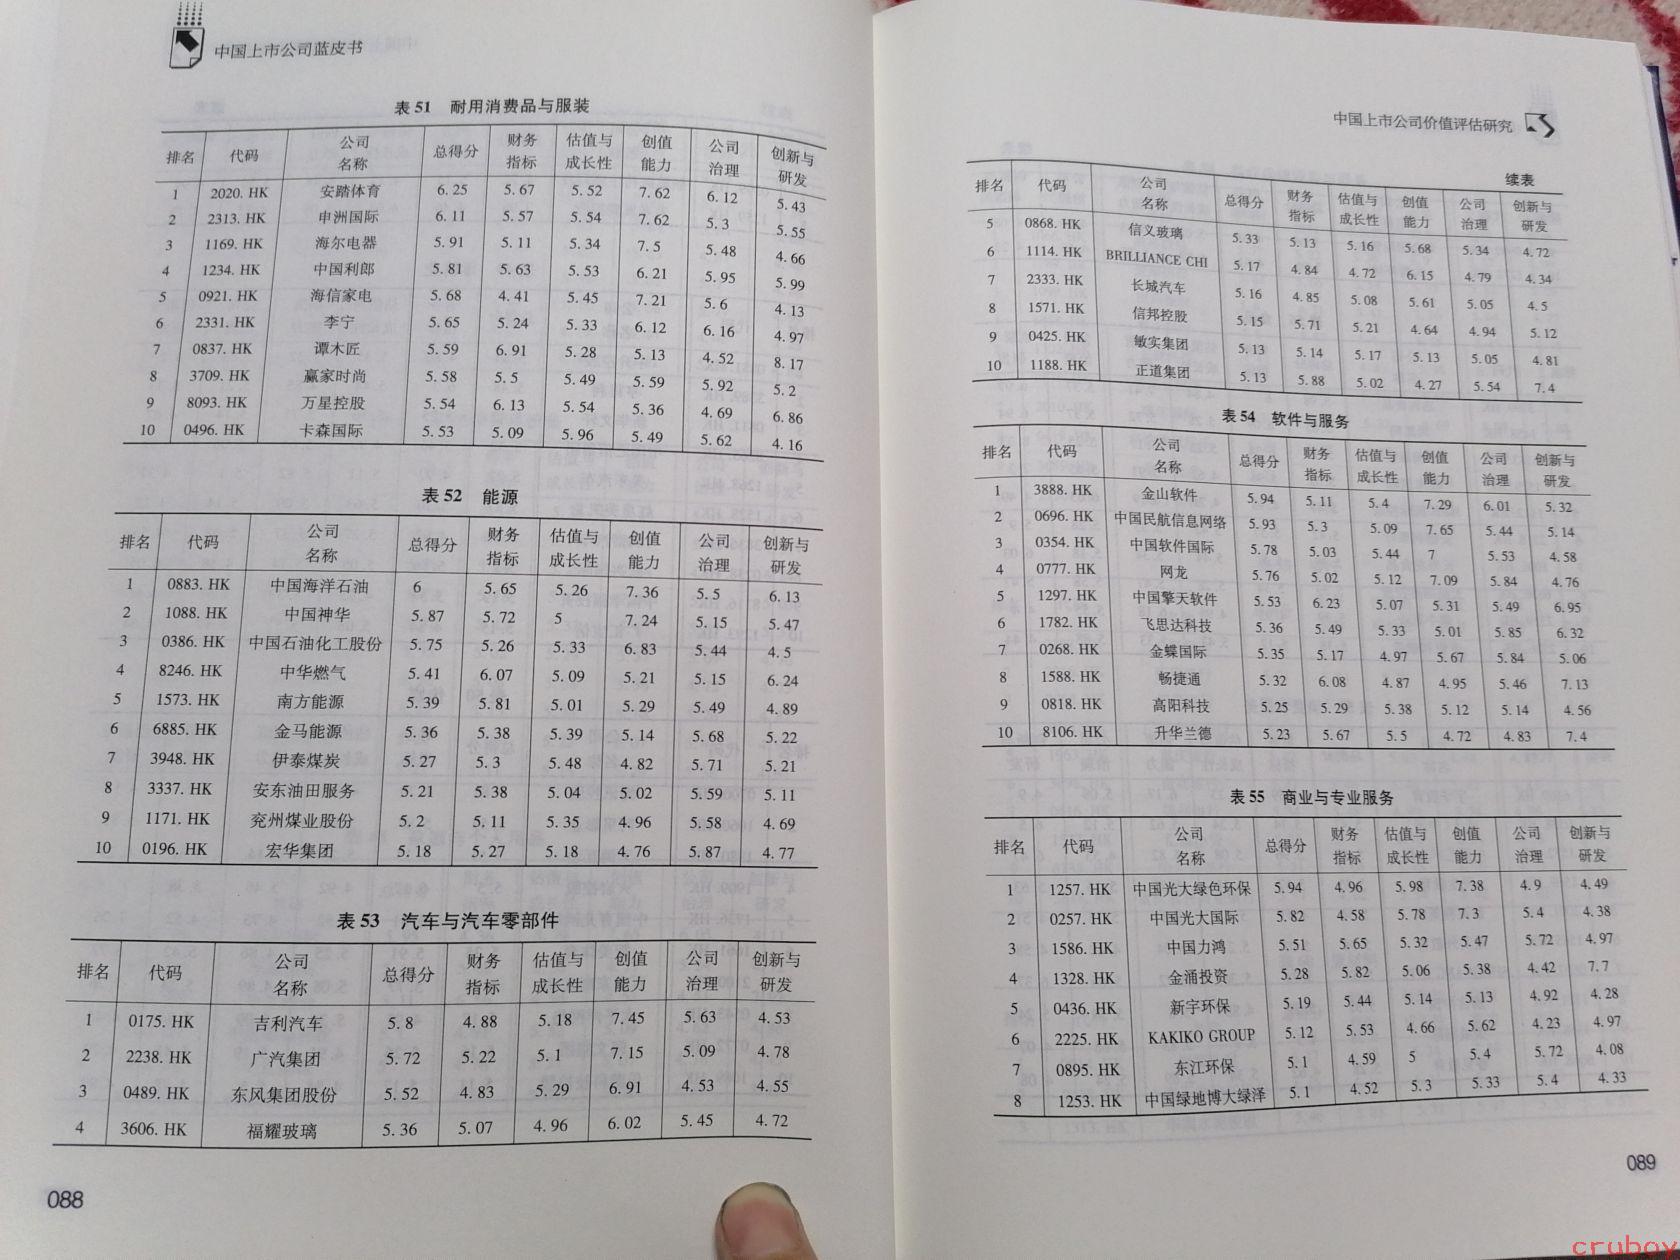 中国上市公司蓝皮书
表 51 耐用消费品与服装
排名 代码 公司名称 总得分 财务指标 估值与成长性 创值能力 公司治理 创新与研发
1 2020. HK 安踏体育 6. 25 5. 67 5. 52 7. 62 6. 12 5. 43
2 2313. HK 申洲国际 6. 11 5. 57 5. 54 7. 62 5. 3 5. 55
3 1169. HK 海尔电器 5. 91 5. 11 5. 34 7. 5 5. 48 4. 66
4 1234. HK 中国利郎 5. 81 5. 63 5. 53 6. 21 5. 95 5. 99
5 0921. HK 海信家电 5. 68 4. 41 5. 45 7. 21 5. 6 4. 13
6 2331. HK 李宁 5. 65 5. 24 5. 33 6. 12 6. 16 4. 97
7 0837. HK 谭木匠 5. 59 6. 91 5. 28 5. 13 4. 52 8. 17
8 3709. HK 赢家时尚 5. 58 5. 5 5. 49 5. 59 5. 92 5. 2
9 8093. HK 万星控股 5. 54 6. 13 5. 54 5. 36 4. 69 6. 86
10 0496. HK 卡森国际 5. 53 5. 09 5. 96 5. 49 5. 62 4. 16
表 52 能源
排名 代码 公司名称 总得分 财务指标 估值与成长性 创值能力 公司治理 创新与研发
1 0883. HK 中国海洋石油 6 5. 65 5. 26 7. 36 5. 5 6. 13
2 1088. HK 中国神华 5. 87 5. 72 5 7. 24 5. 15 5. 47
3 0386. HK 中国石油化工股份 5. 75 5. 26 5. 33 6. 83 5. 44 4. 5
4 8246. HK 中华燃气 5. 41 6. 07 5. 09 5. 21 5. 15 6. 24
5 1573. HK 南方能源 5. 39 5. 81 5. 01 5. 29 5. 49 4. 89
6 6885. HK 金马能源 5. 36 5. 38 5. 39 5. 14 5. 68 5. 22
7 3948. HK 伊泰煤炭 5. 27 5. 3 5. 48 4. 82 5. 71 5. 21
8 3337. HK 安东油田服务 5. 21 5. 38 5. 04 5. 02 5. 59 5. 11
9 1171. HK 兖州煤业股份 5. 2 5. 11 5. 35 4. 96 5. 58 4. 69
10 0196. HK 宏华集团 5. 18 5. 27 5. 18 4. 76 5. 87 4. 77
表 53 汽车与汽车零部件
排名 代码 公司名称 总得分 财务指标 估值与成长性 创值能力 公司治理 创新与研发
1 0175. HK 吉利汽车 5. 8 4. 88 5. 18 7. 45 5. 63 4. 53
2 2238. HK 广汽集团 5. 72 5. 22 5. 1 7. 15 5. 09 4. 78
3 0489. HK 东风集团股份 5. 52 4. 83 5. 29 6. 91 4. 53 4. 55
4 3606. HK 福耀玻璃 5. 36 5. 07 4. 96 6. 02 5. 45 4. 72
088
中国上市公司价值评估研究
续表
排名 代码 公司名称 总得分 财务指标 估值与成长性 创值能力 公司治理 创新与研发
5 0868. HK 信义玻璃 5. 33 5. 13 5. 16 5. 68 5. 34 4. 72
6 1114. HK BRILLIANCE CHI 5. 17 4. 84 4. 72 6. 15 4. 79 4. 34
7 2333. HK 长城汽车 5. 16 4. 85 5. 08 5. 61 5. 05 4. 5
8 1571. HK 信邦控股 5. 15 5. 71 5. 21 4. 64 4. 94 5. 12
9 0425. HK 敏实集团 5. 13 5. 14 5. 17 5. 13 5. 05 4. 81
10 1188. HK 正道集团 5. 13 5. 88 5. 02 4. 27 5. 54 7. 4
表 54 软件与服务
排名 代码 公司名称 总得分 财务指标 估值与成长性 创值能力 公司治理 创新与研发
1 3888. HK 金山软件 5. 94 5. 11 5. 4 7. 29 6. 01 5. 32
2 0696. HK 中国民航信息网络 5. 93 5. 3 5. 09 7. 65 5. 44 5. 14
3 0354. HK 中国软件国际 5. 78 5. 03 5. 44 7 5. 53 4. 58
4 0777. HK 网龙 5. 76 5. 02 5. 12 7. 09 5. 84 4. 76
5 1297. HK 中国擎天软件 5. 53 6. 23 5. 07 5. 31 5. 49 6. 95
6 1782. HK 飞思达科技 5. 36 5. 49 5. 33 5. 01 5. 85 6. 32
7 0268. HK 金蝶国际 5. 35 5. 17 4. 97 5. 67 5. 84 5. 06
8 1588. HK 畅捷通 5. 32 6. 08 4. 87 4. 95 5. 46 7. 13
9 0818. HK 高阳科技 5. 25 5. 29 5. 38 5. 12 5. 14 4. 56
10 8106. HK 升华兰德 5. 23 5. 67 5. 5 4. 72 4. 83 7. 4
表 55 商业与专业服务
排名 代码 公司名称 总得分 财务指标 估值与成长性 创值能力 公司治理 创新与研发
1 1257. HK 中国光大绿色环保 5. 94 4. 96 5. 98 7. 38 4. 9 4. 49
2 0257. HK 中国光大国际 5. 82 4. 58 5. 78 7. 3 5. 4 4. 38
3 1586. HK 中国力鸿 5. 51 5. 65 5. 32 5. 47 5. 72 4. 97
4 1328. HK 金涌投资 5. 28 5. 82 5. 06 5. 38 4. 42 7. 7
5 0436. HK 新宇环保 5. 19 5. 44 5. 14 5. 13 4. 92 4. 28
6 2225. HK KAKIKO GROUP 5. 12 5. 53 4. 66 5. 62 4. 23 4. 97
7 0895. HK 东江环保 5. 1 4. 59 5 5. 4 5. 72 4. 08
8 1253. HK 中国绿地博大绿泽 5. 1 4. 52 5. 3 5. 33 5. 4 4. 33
089
cruboy